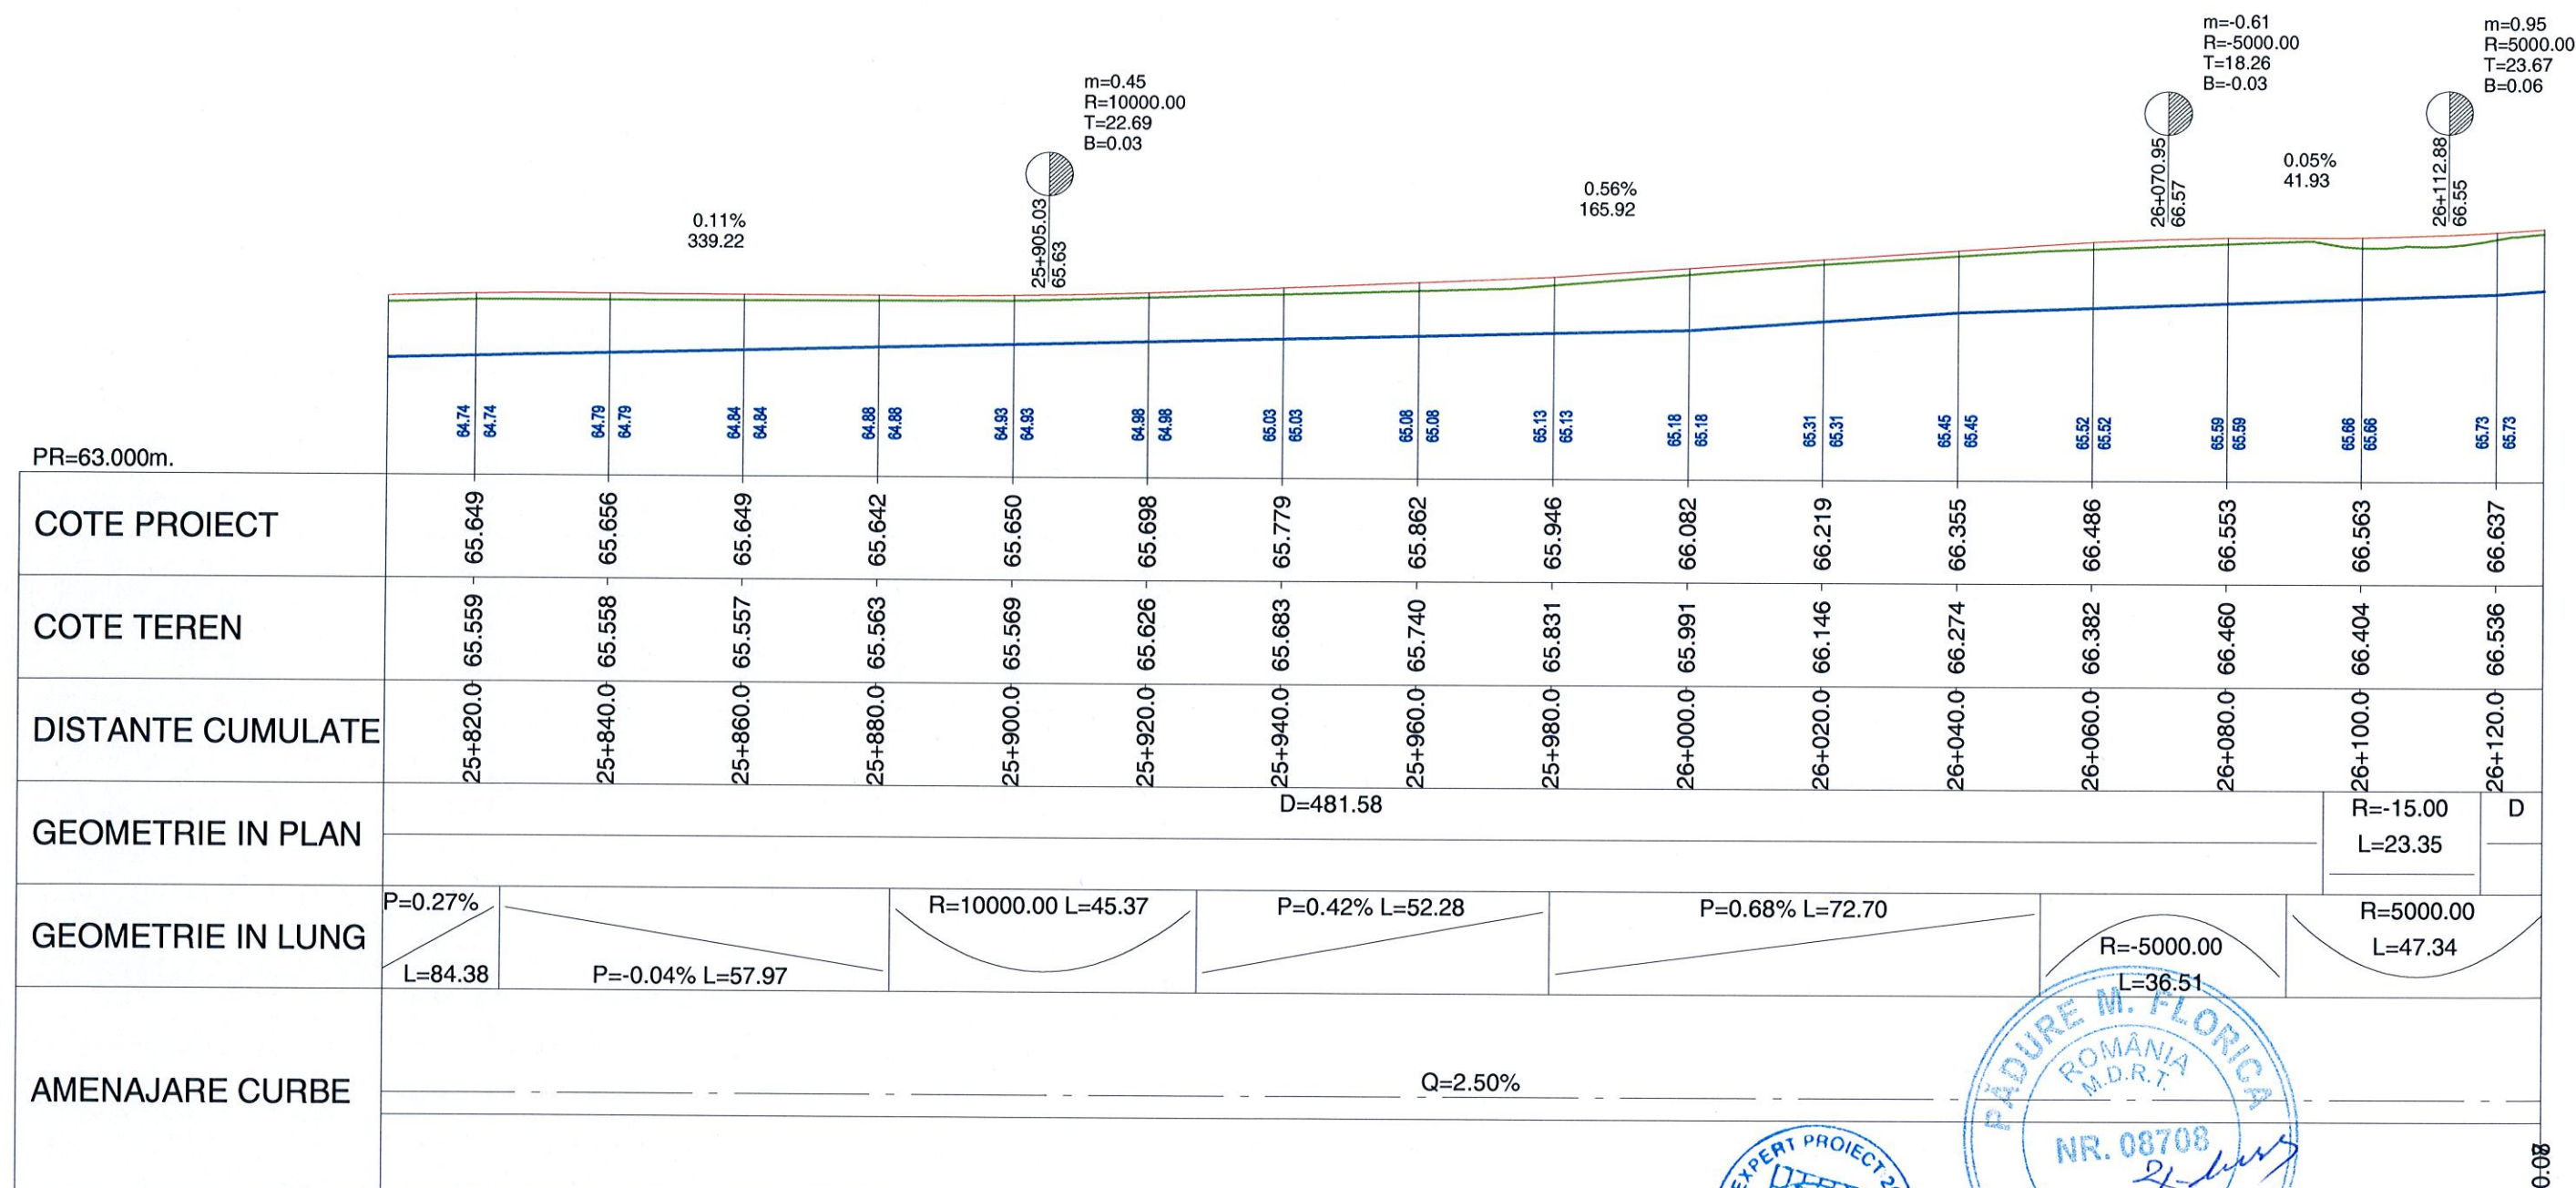 m=-0.61
R=-5000.00
T=18.26
B=-0.03
m=0.95
R=5000.00
T=23.67
B=0.06
m=0.45
R=10000.00
T=22.69
B=0.03
26+070.95
66.57
26+112.88
66.55
0.05%
41.93
0.56%
165.92
25+905.03
65.63
0.11%
339.22
64.74 64.74 64.79 64.79 64.84 64.84 64.88 64.88 64.93 64.93 64.98 64.98 65.03 65.03 65.08 65.08 65.13 65.13 65.18 65.18 65.31 65.31 65.45 65.45 65.52 65.52 65.59 65.59 65.66 65.66 65.73 65.73
PR=63.000m.
COTE PROIECT 65.649 65.656 65.649 65.642 65.650 65.698 65.779 65.862 65.946 66.082 66.219 66.355 66.486 66.553 66.563 66.637
COTE TEREN 65.559 65.558 65.557 65.563 65.569 65.626 65.683 65.740 65.831 65.991 66.146 66.274 66.382 66.460 66.404 66.536
DISTANTE CUMULATE 25+820.0 25+840.0 25+860.0 25+880.0 25+900.0 25+920.0 25+940.0 25+960.0 25+980.0 26+000.0 26+020.0 26+040.0 26+060.0 26+080.0 26+100.0 26+120.0
GEOMETRIE IN PLAN
D=481.58
R=-15.00
L=23.35
D
GEOMETRIE IN LUNG
P=0.27%
L=84.38
P=-0.04% L=57.97
R=10000.00 L=45.37
P=0.42% L=52.28
P=0.68% L=72.70
R=-5000.00
L=36.51
R=5000.00
L=47.34
AMENAJARE CURBE
Q=2.50%
PĂDURE M. FLORICA
ROMÂNIA
M.D.R.T.
NR. 08708
EXPERT PROIECT